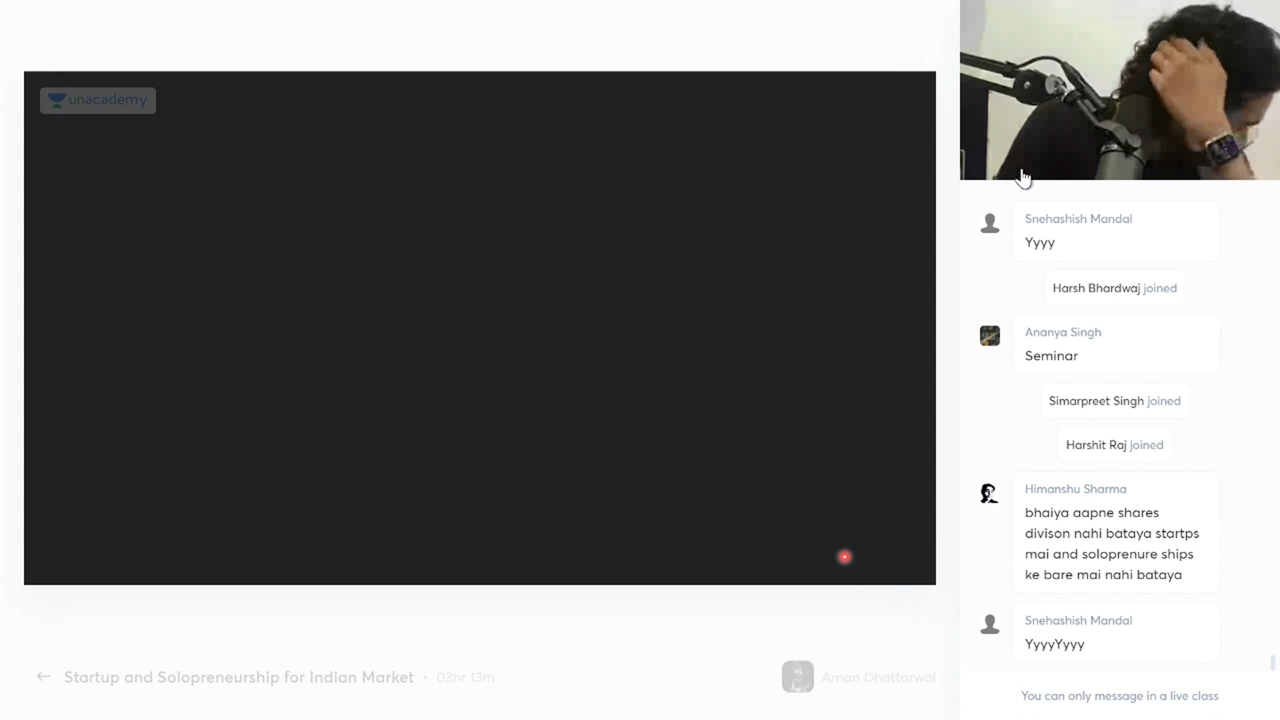 unacademy
Snehashish Mandal
Yyyy
Harsh Bhardwaj joined
Ananya Singh
Seminar
Simarpreet Singh joined
Harshit Raj joined
Himanshu Sharma
bhaiya aapne shares
divison nahi bataya startps
mai and soloprenure ships
ke bare mai nahi bataya
Snehashish Mandal
YyyyYyyy
Startup and Solopreneurship for Indian Market • 03hr 13m
Aman Dhattarwal
You can only message in a live class